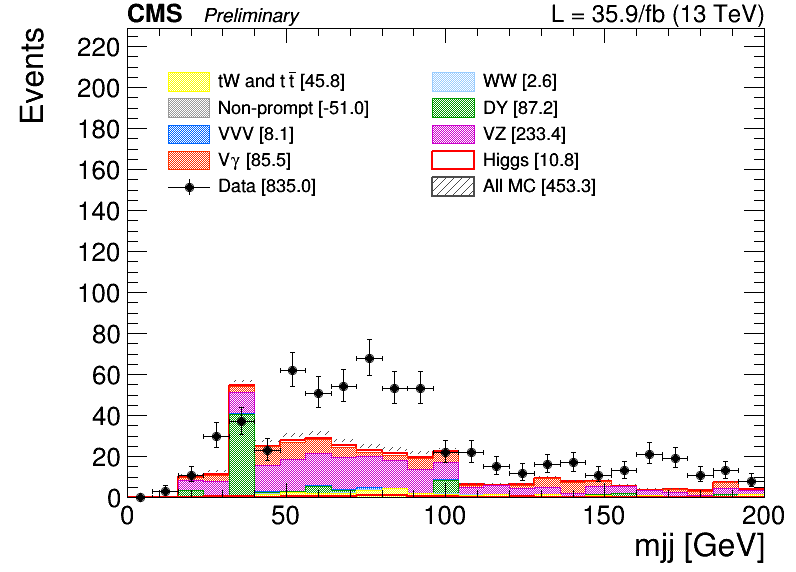 CMS Preliminary L = 35.9/fb (13 TeV)
Events
220
200
180
160
140
120
100
80
60
40
20
0
tW and t t̄ [45.8]
Non-prompt [-51.0]
VVV [8.1]
Vγ [85.5]
Data [835.0]
WW [2.6]
DY [87.2]
VZ [233.4]
Higgs [10.8]
All MC [453.3]
0 50 100 150 200
mjj [GeV]